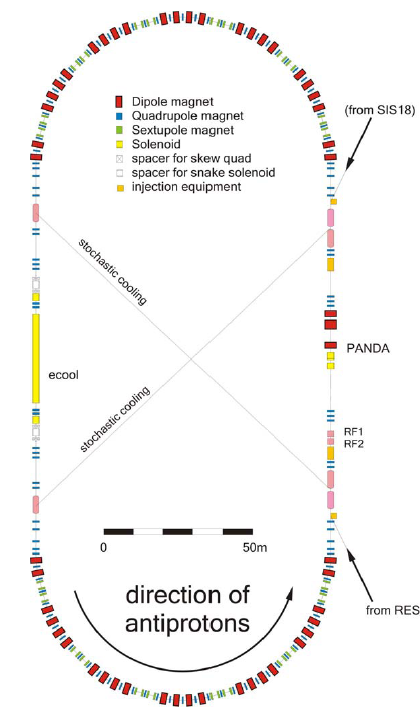 Dipole magnet
Quadrupole magnet
Sextupole magnet
Solenoid
spacer for skew quad
spacer for snake solenoid
injection equipment
(from SIS18)
stochastic cooling
PANDA
ecool
stochastic cooling
RF1
RF2
0
50m
direction of
antiprotons
from RESR